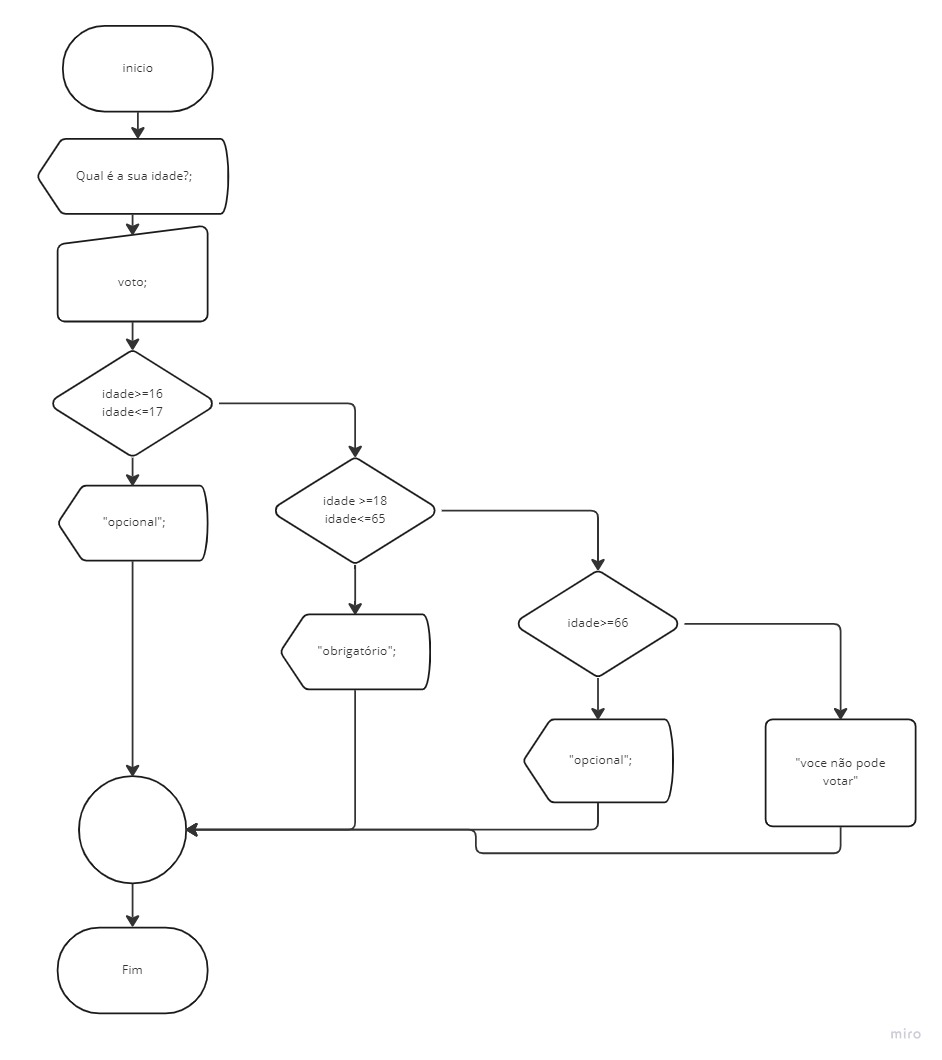 inicio
Qual é a sua idade?;
voto;
idade>=16
idade<=17
"opcional";
idade >=18
idade<=65
"obrigatório";
idade>=66
"opcional";
"voce não pode
votar"
Fim
miro